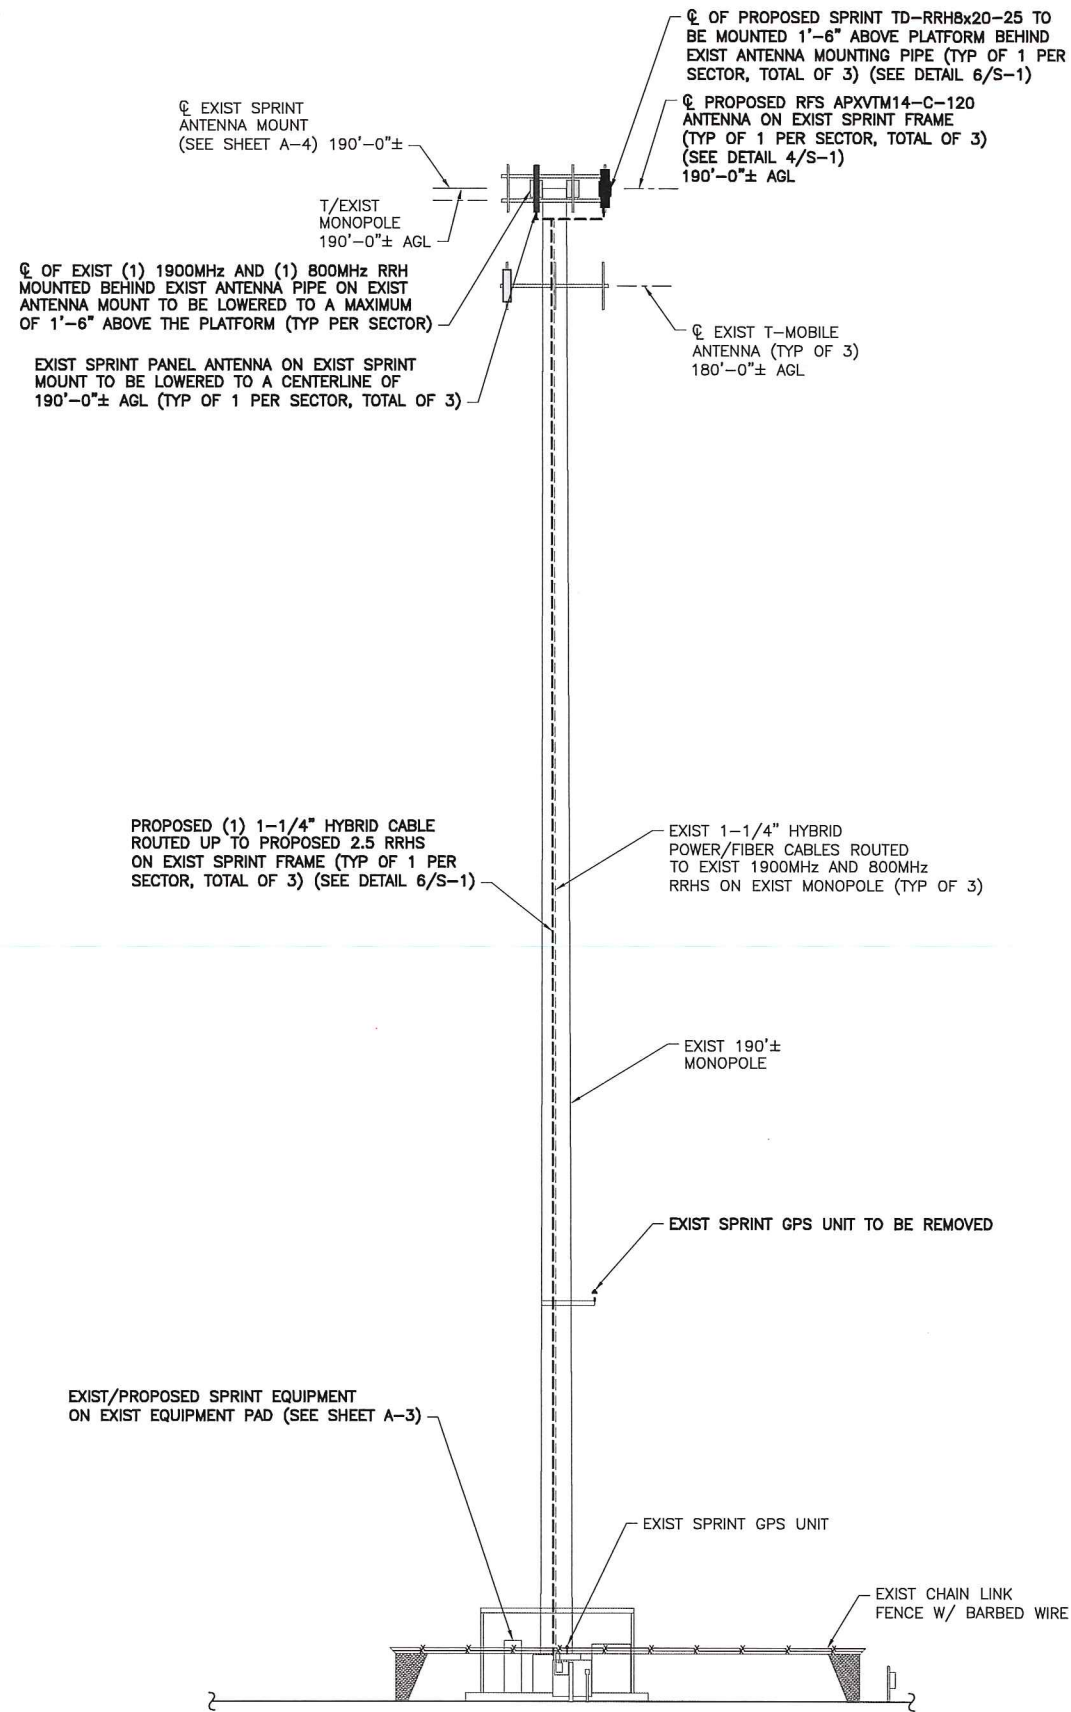 ℄ OF PROPOSED SPRINT TD-RRH8x20-25 TO
BE MOUNTED 1'-6" ABOVE PLATFORM BEHIND
EXIST ANTENNA MOUNTING PIPE (TYP OF 1 PER
SECTOR, TOTAL OF 3) (SEE DETAIL 6/S-1)
℄ PROPOSED RFS APXVTM14-C-120
ANTENNA ON EXIST SPRINT FRAME
(TYP OF 1 PER SECTOR, TOTAL OF 3)
(SEE DETAIL 4/S-1)
190'-0"± AGL
℄ EXIST SPRINT
ANTENNA MOUNT
(SEE SHEET A-4) 190'-0"±
T/EXIST
MONOPOLE
190'-0"± AGL
℄ OF EXIST (1) 1900MHz AND (1) 800MHz RRH
MOUNTED BEHIND EXIST ANTENNA PIPE ON EXIST
ANTENNA MOUNT TO BE LOWERED TO A MAXIMUM
OF 1'-6" ABOVE THE PLATFORM (TYP PER SECTOR)
℄ EXIST T-MOBILE
ANTENNA (TYP OF 3)
180'-0"± AGL
EXIST SPRINT PANEL ANTENNA ON EXIST SPRINT
MOUNT TO BE LOWERED TO A CENTERLINE OF
190'-0"± AGL (TYP OF 1 PER SECTOR, TOTAL OF 3)
PROPOSED (1) 1-1/4" HYBRID CABLE
ROUTED UP TO PROPOSED 2.5 RRHS
ON EXIST SPRINT FRAME (TYP OF 1 PER
SECTOR, TOTAL OF 3) (SEE DETAIL 6/S-1)
EXIST 1-1/4" HYBRID
POWER/FIBER CABLES ROUTED
TO EXIST 1900MHz AND 800MHz
RRHS ON EXIST MONOPOLE (TYP OF 3)
EXIST 190'±
MONOPOLE
EXIST SPRINT GPS UNIT TO BE REMOVED
EXIST/PROPOSED SPRINT EQUIPMENT
ON EXIST EQUIPMENT PAD (SEE SHEET A-3)
EXIST SPRINT GPS UNIT
EXIST CHAIN LINK
FENCE W/ BARBED WIRE